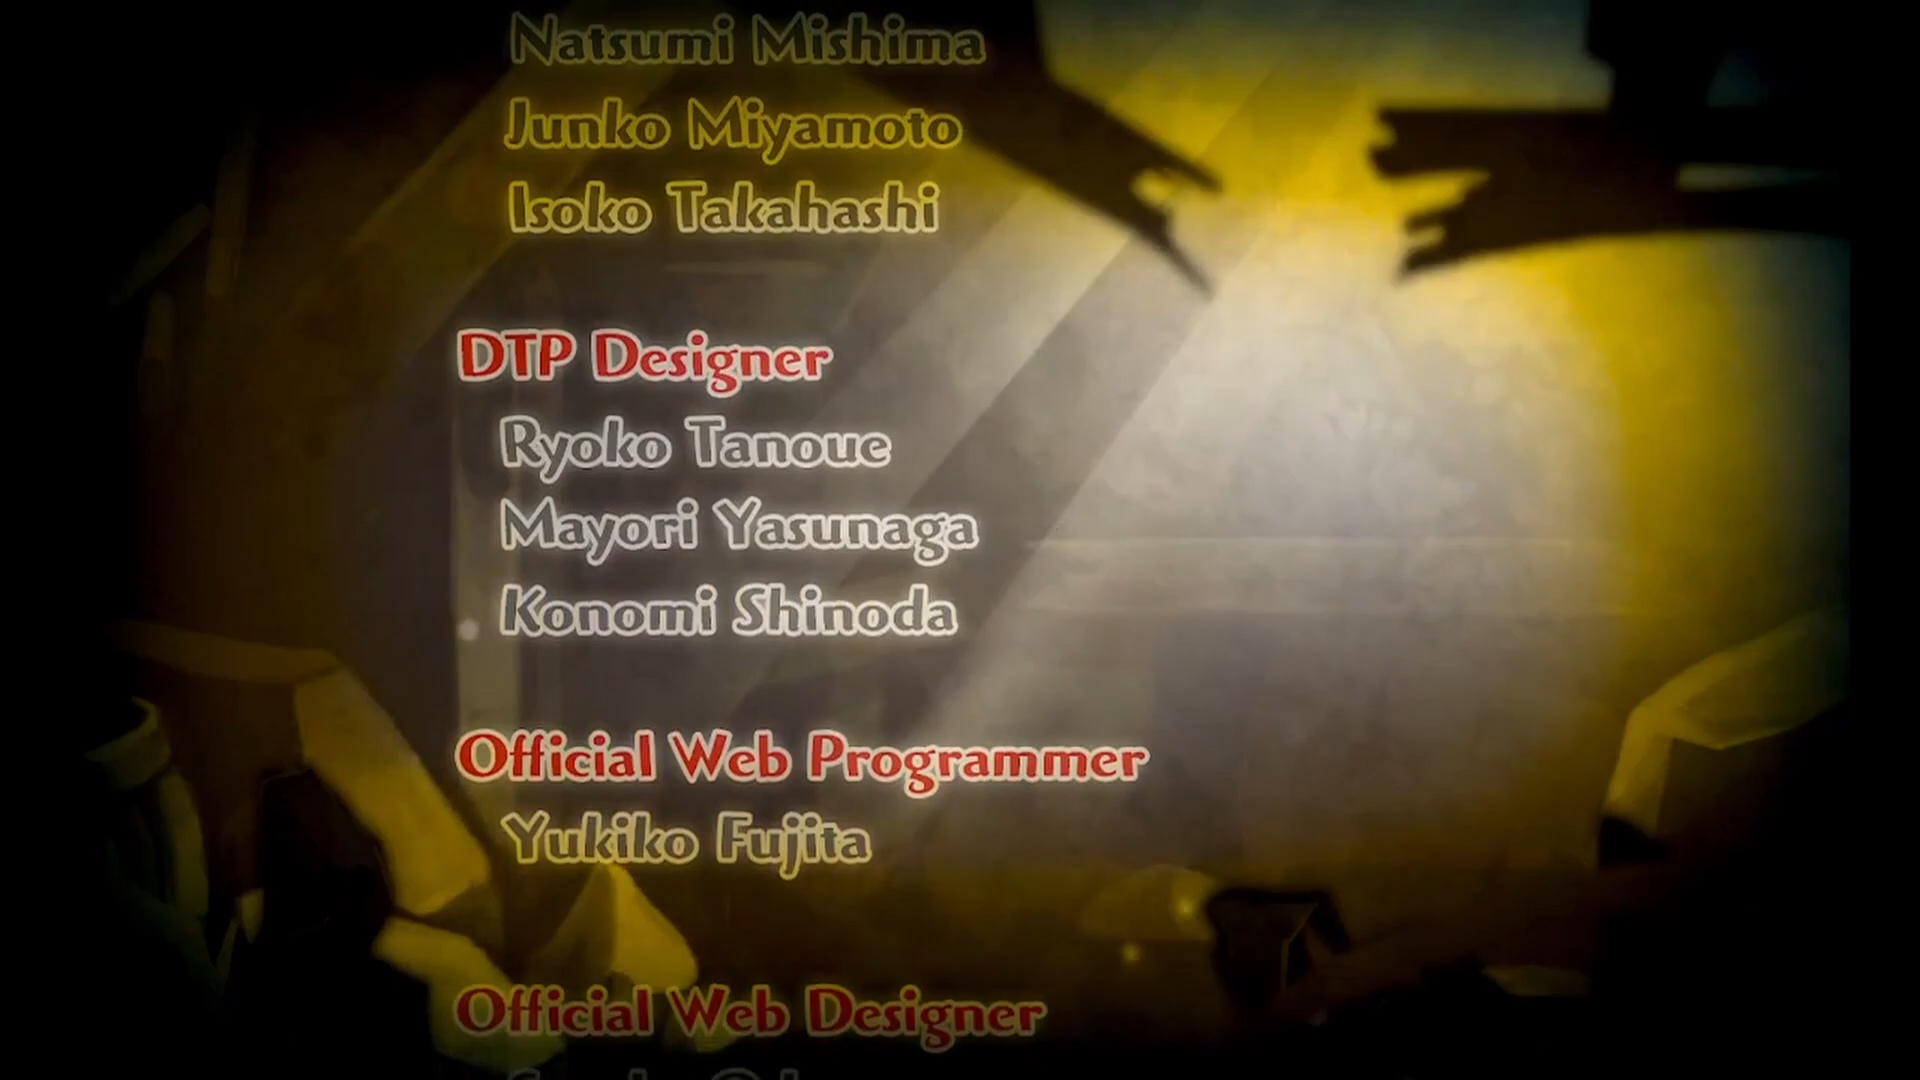 Natsumi Mishima
Junko Miyamoto
Isoko Takahashi
DTP Designer
Ryoko Tanoue
Mayori Yasunaga
Konomi Shinoda
Official Web Programmer
Yukiko Fujita
Official Web Designer